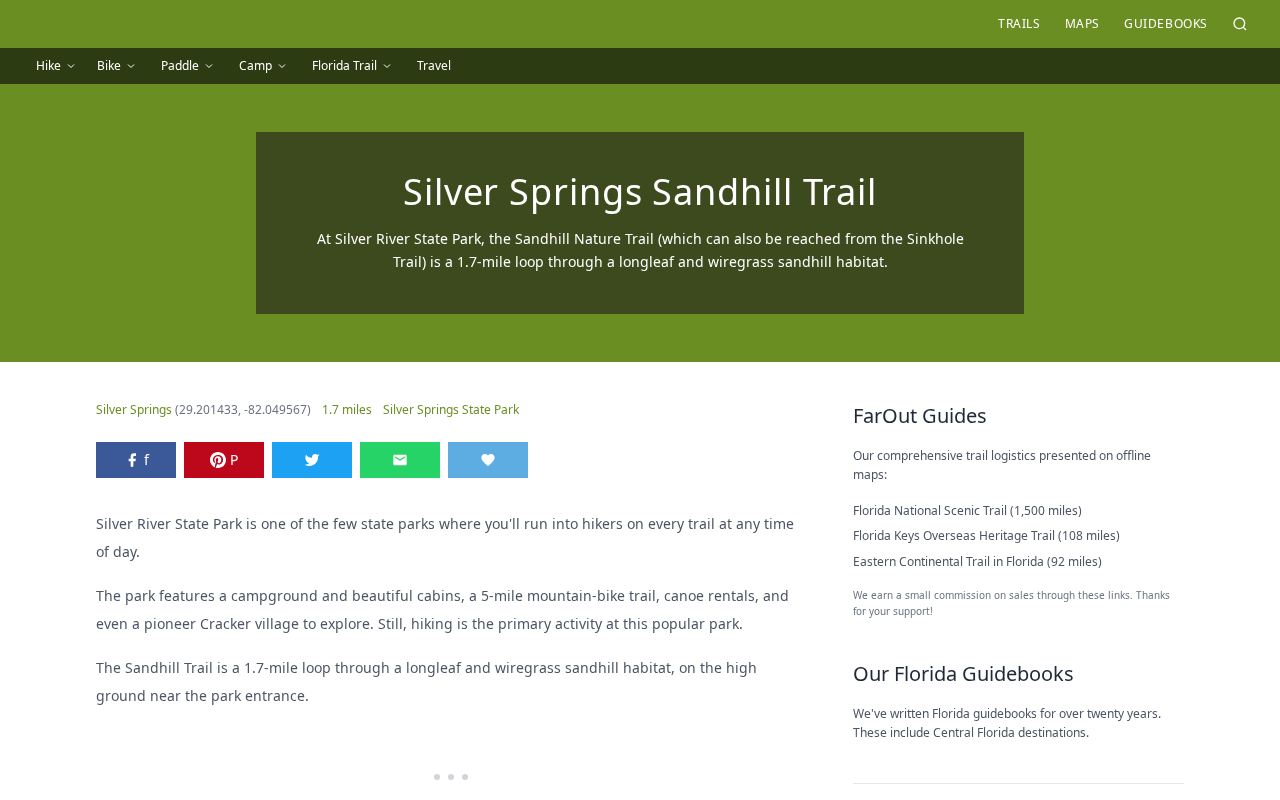 TRAILS MAPS GUIDEBOOKS
Hike Bike Paddle Camp Florida Trail Travel
Silver Springs Sandhill Trail
At Silver River State Park, the Sandhill Nature Trail (which can also be reached from the Sinkhole
Trail) is a 1.7-mile loop through a longleaf and wiregrass sandhill habitat.
Silver Springs (29.201433, -82.049567) 1.7 miles Silver Springs State Park
f P
Silver River State Park is one of the few state parks where you'll run into hikers on every trail at any time
of day.
The park features a campground and beautiful cabins, a 5-mile mountain-bike trail, canoe rentals, and
even a pioneer Cracker village to explore. Still, hiking is the primary activity at this popular park.
The Sandhill Trail is a 1.7-mile loop through a longleaf and wiregrass sandhill habitat, on the high
ground near the park entrance.
FarOut Guides
Our comprehensive trail logistics presented on offline
maps:
Florida National Scenic Trail (1,500 miles)
Florida Keys Overseas Heritage Trail (108 miles)
Eastern Continental Trail in Florida (92 miles)
We earn a small commission on sales through these links. Thanks
for your support!
Our Florida Guidebooks
We've written Florida guidebooks for over twenty years.
These include Central Florida destinations.